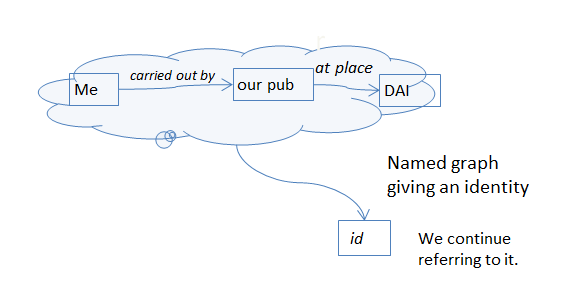 carried out by
at place
Me
our pub
DAI
Named graph
giving an identity
id
We continue
referring to it.